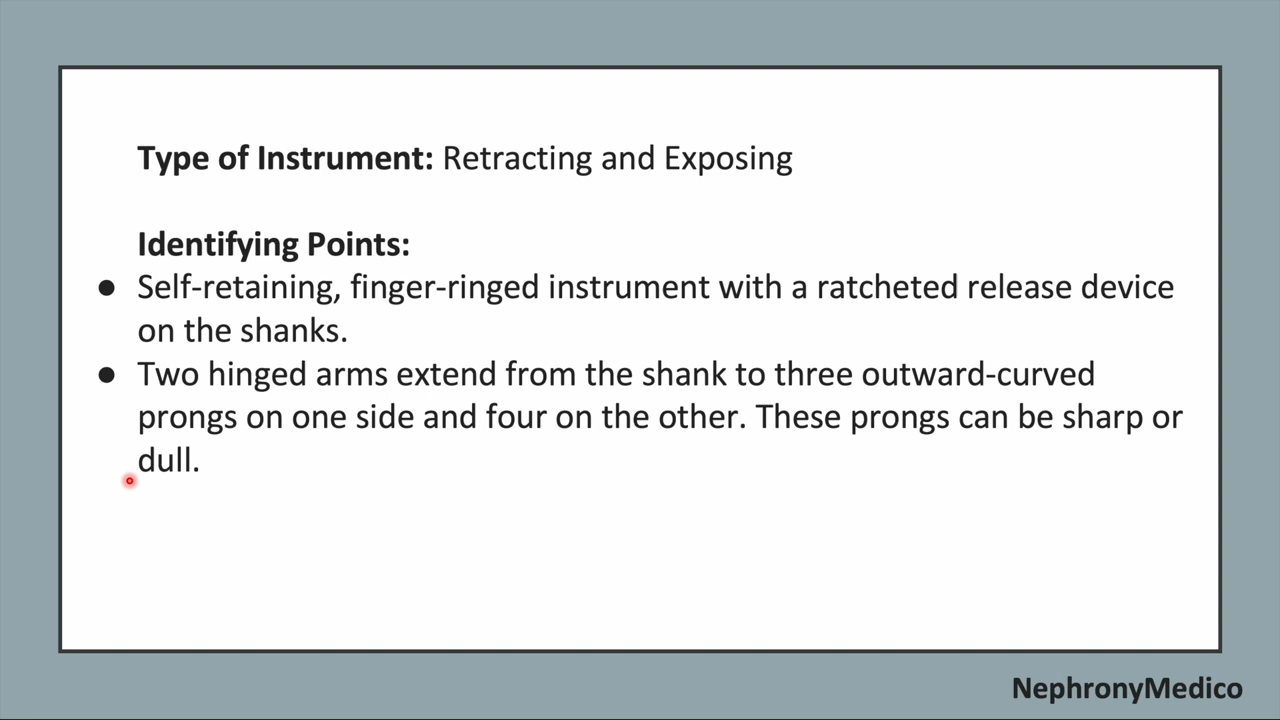 Type of Instrument: Retracting and Exposing
Identifying Points:
● Self-retaining, finger-ringed instrument with a ratcheted release device
on the shanks.
● Two hinged arms extend from the shank to three outward-curved
prongs on one side and four on the other. These prongs can be sharp or
dull.
NephronyMedico